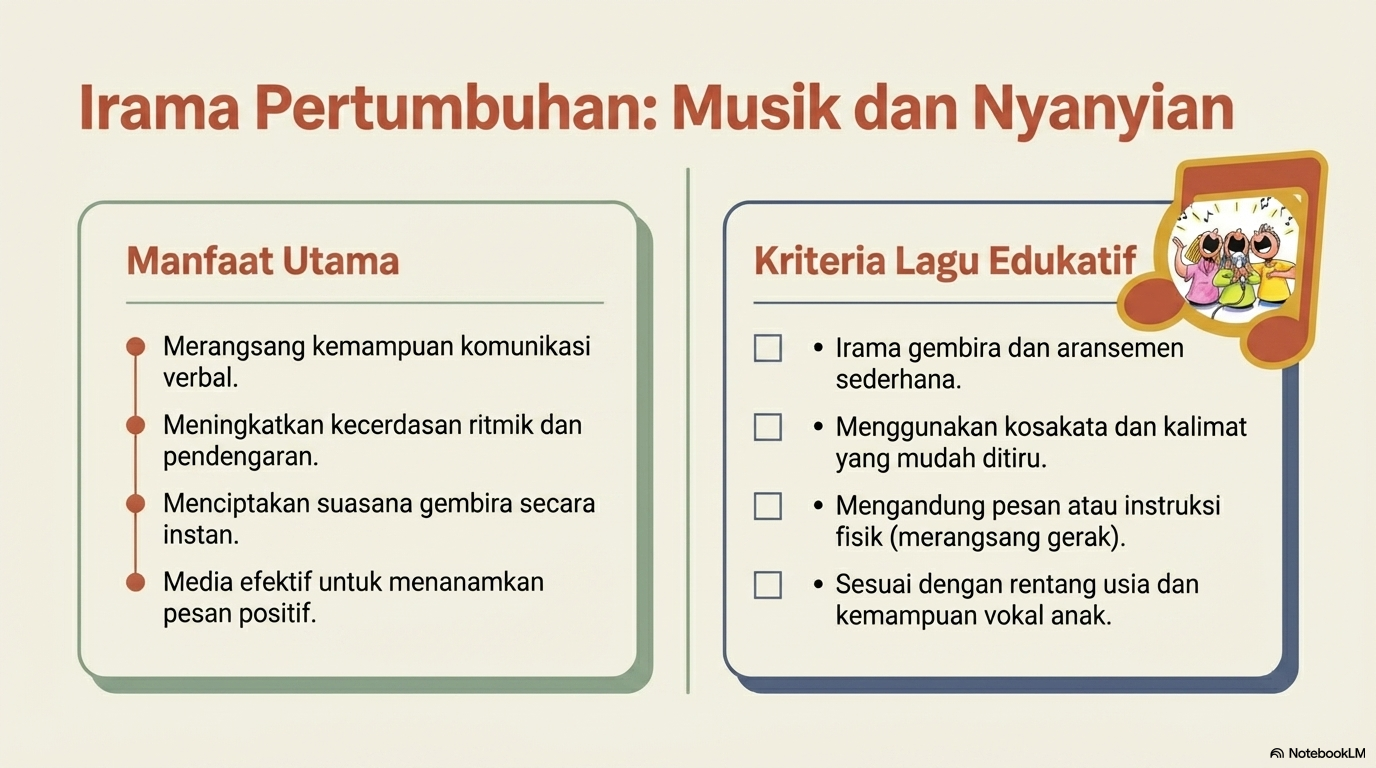 Irama Pertumbuhan: Musik dan Nyanyian
Manfaat Utama
Merangsang kemampuan komunikasi
verbal.
Meningkatkan kecerdasan ritmik dan
pendengaran.
Menciptakan suasana gembira secara
instan.
Media efektif untuk menanamkan
pesan positif.
Kriteria Lagu Edukatif
• Irama gembira dan aransemen
sederhana.
• Menggunakan kosakata dan kalimat
yang mudah ditiru.
• Mengandung pesan atau instruksi
fisik (merangsang gerak).
• Sesuai dengan rentang usia dan
kemampuan vokal anak.
NotebookLM